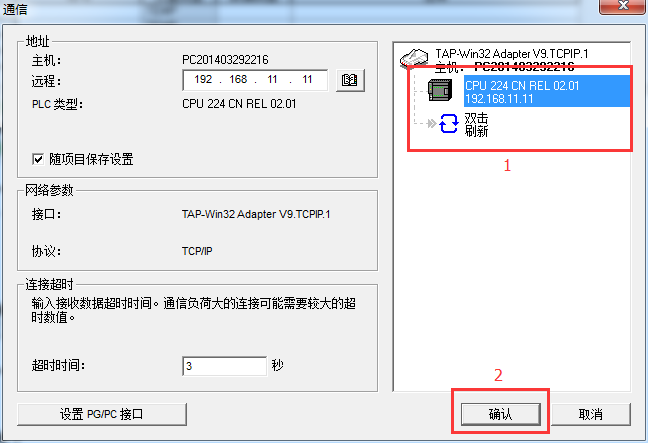 通信
地址
主机:
PC201403292216
远程:
192 . 168 . 11 . 11
PLC 类型:
CPU 224 CN REL 02.01
随项目保存设置
网络参数
接口:
TAP-Win32 Adapter V9.TCPIP.1
协议:
TCP/IP
连接超时
输入接收数据超时时间。通信负荷大的连接可能需要较大的超
时数值。
超时时间:
3
秒
设置 PG/PC 接口
TAP-Win32 Adapter V9.TCPIP.1
主机: PC201403292216
CPU 224 CN REL 02.01
192.168.11.11
双击
刷新
1
2
确认
取消